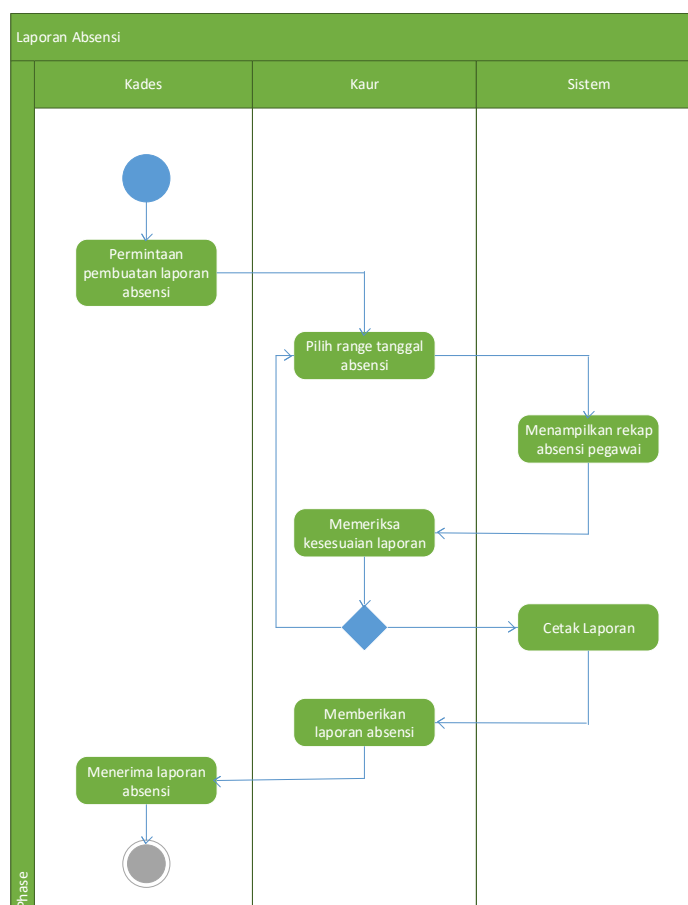 Laporan Absensi
Kades
Kaur
Sistem
Permintaan
pembuatan laporan
absensi
Pilih range tanggal
absensi
Menampilkan rekap
absensi pegawai
Memeriksa
kesesuaian laporan
Cetak Laporan
Memberikan
laporan absensi
Menerima laporan
absensi
Phase